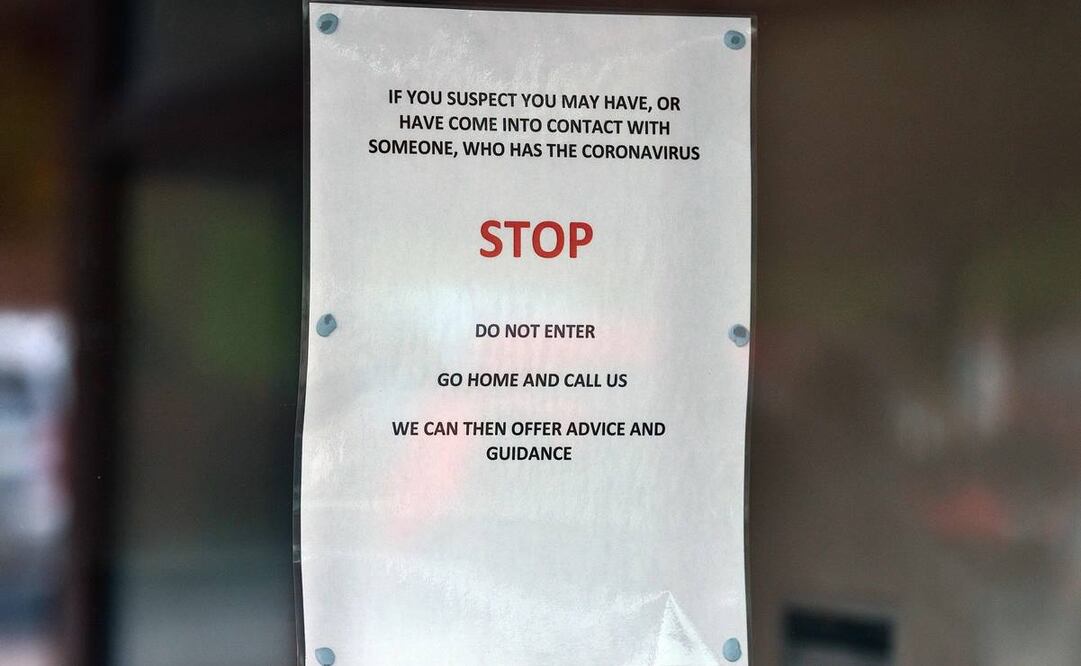 IF YOU SUSPECT YOU MAY HAVE, OR
HAVE COME INTO CONTACT WITH
SOMEONE, WHO HAS THE CORONAVIRUS
STOP
DO NOT ENTER
GO HOME AND CALL US
WE CAN THEN OFFER ADVICE AND
GUIDANCE